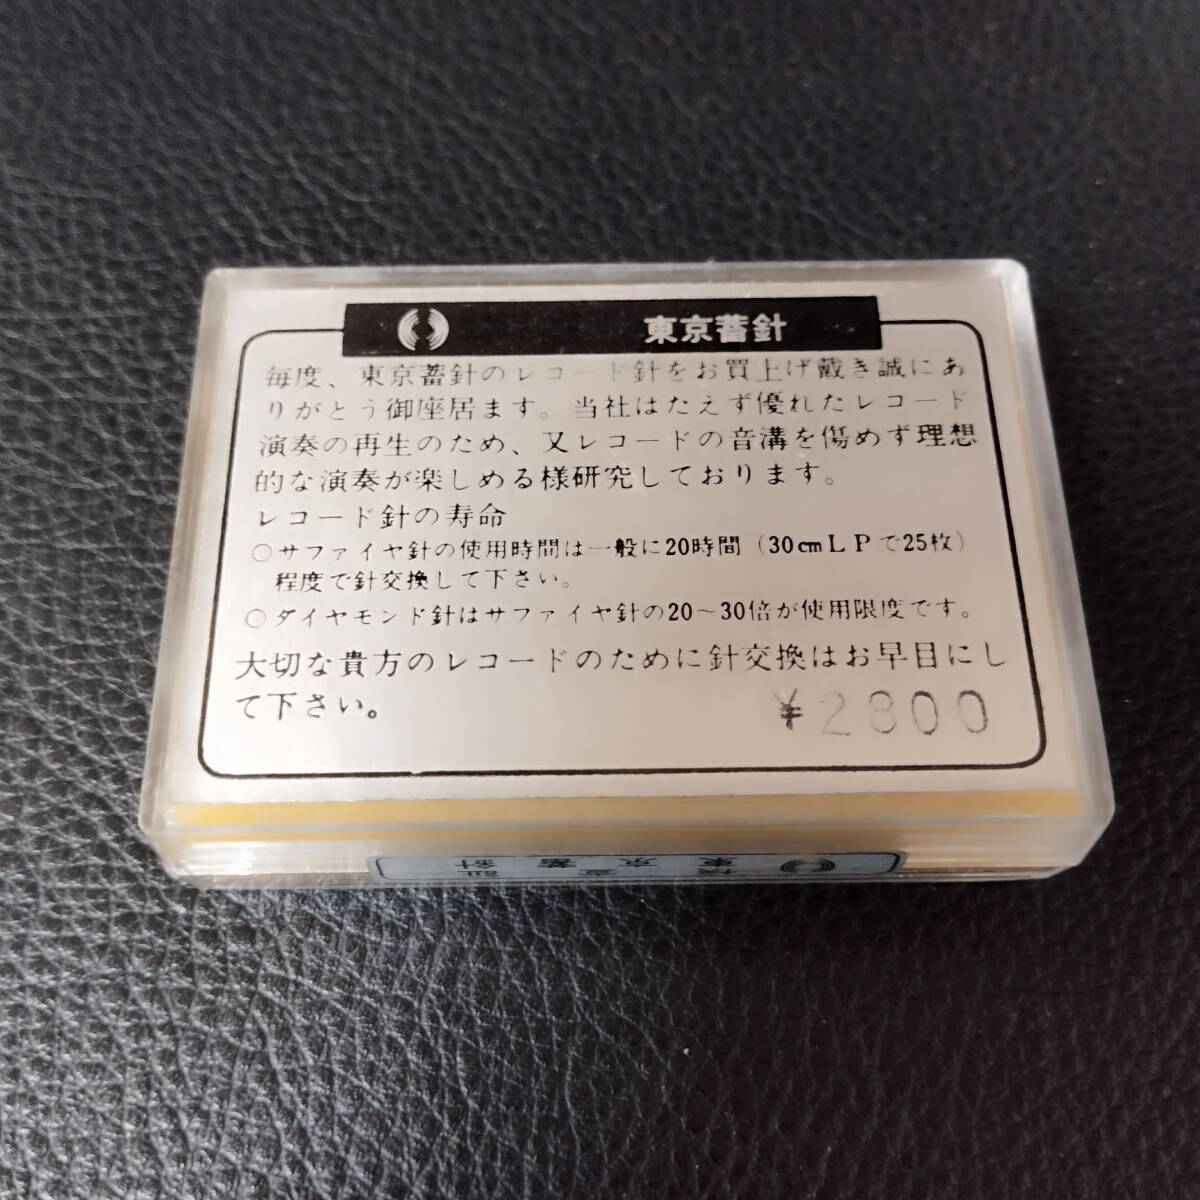 東京蓄針
毎度、東京蓄針のレコード針をお買上げ戴き誠にあ
りがとう御座居ます。当社はたえず優れたレコード
演奏の再生のため、又レコードの音溝を傷めず理想
的な演奏が楽しめる様研究しております。
レコード針の寿命
○サファイヤ針の使用時間は一般に20時間(30cmLPで25枚)
程度で針交換して下さい。
○ダイヤモンド針はサファイヤ針の20～30倍が使用限度です。
大切な貴方のレコードのために針交換はお早目にし
て下さい。
¥2800
東京蓄針